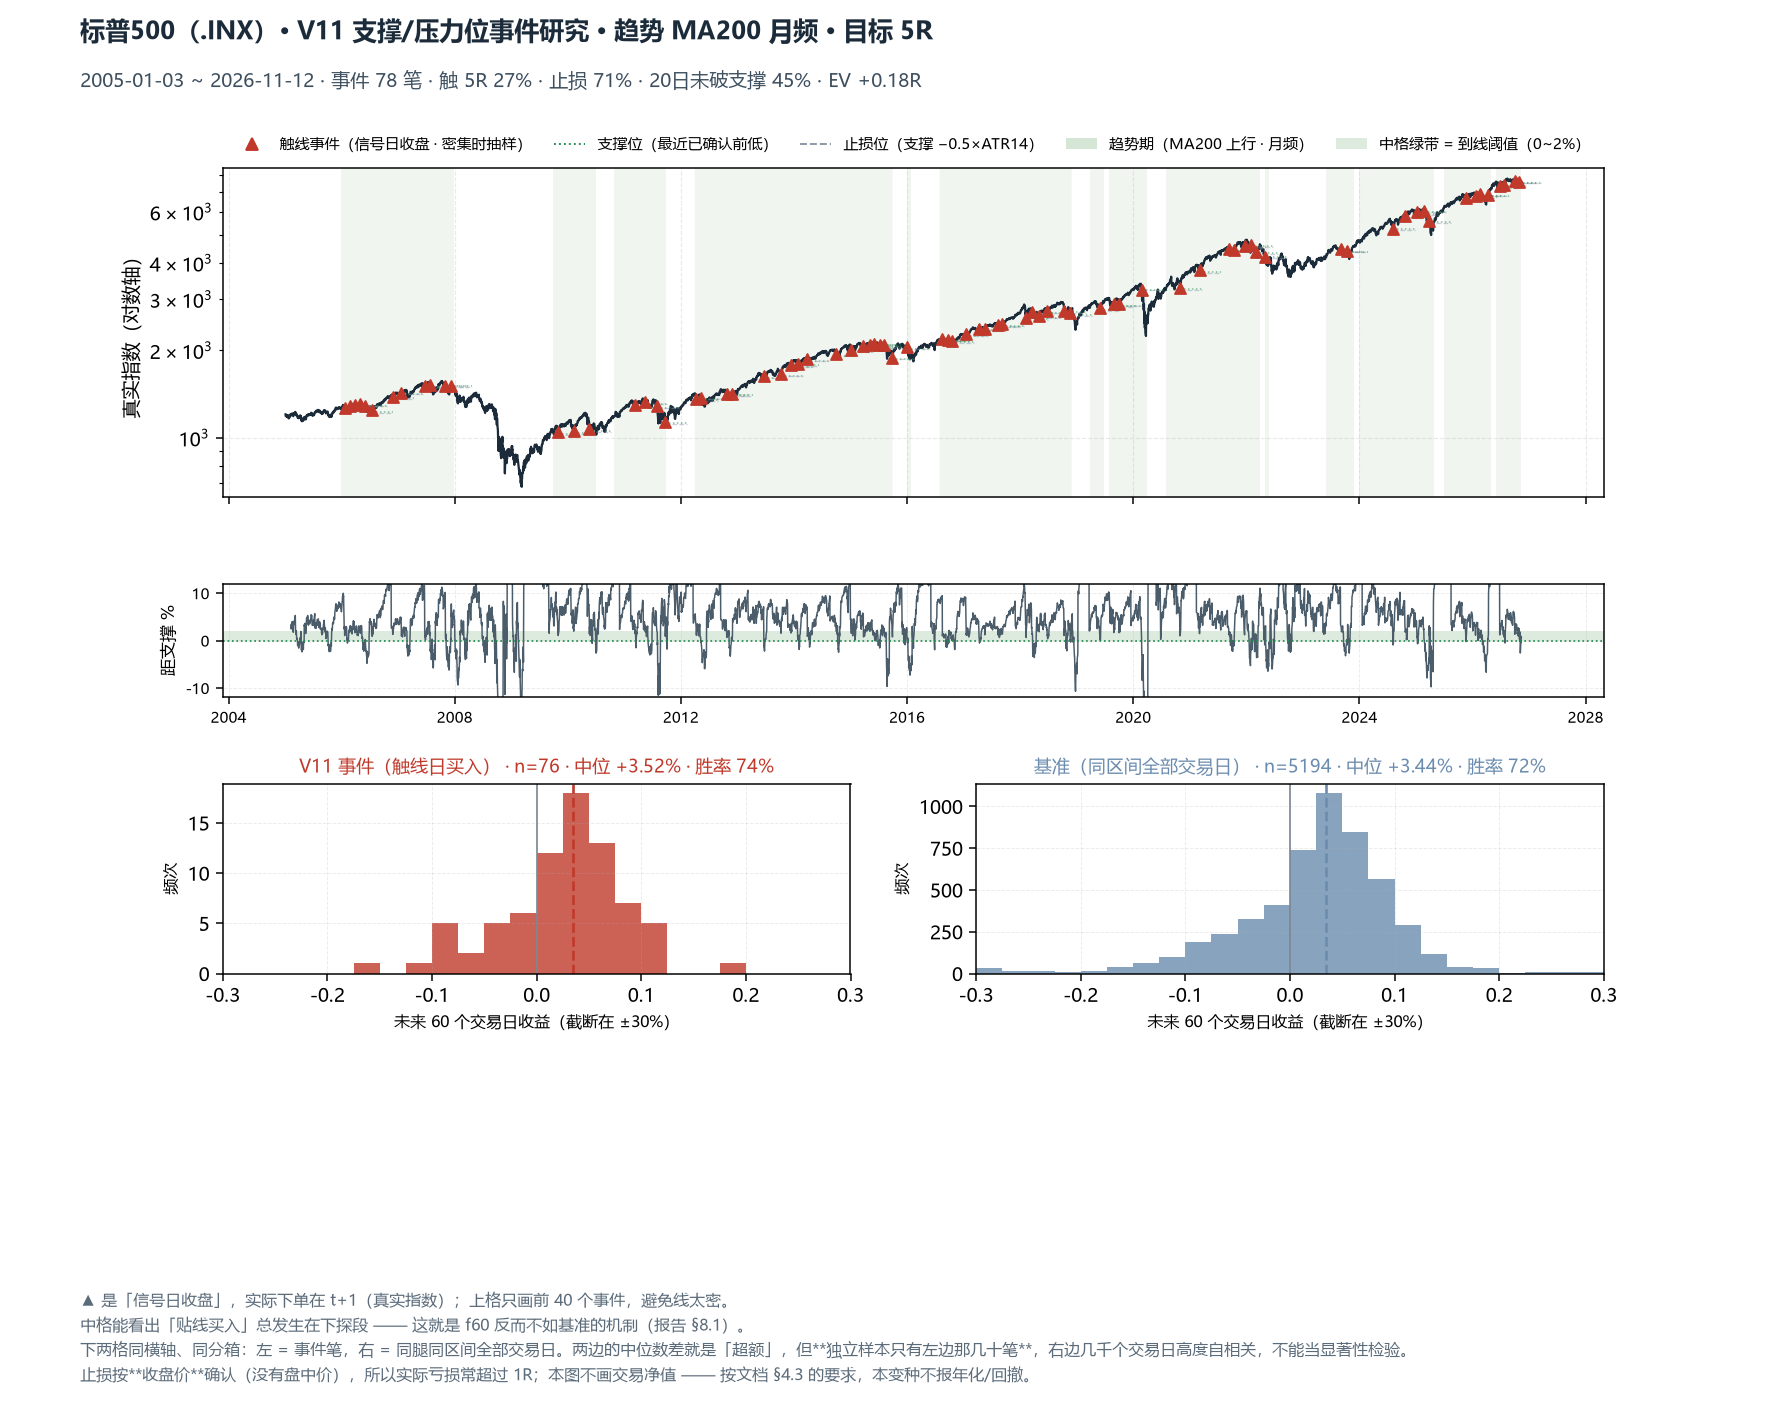 标普500（.INX）• V11 支撑/压力位事件研究 • 趋势 MA200 月频 • 目标 5R
2005-01-03 ~ 2026-11-12 · 事件 78 笔 · 触 5R 27% · 止损 71% · 20日未破支撑 45% · EV +0.18R
触线事件（信号日收盘 · 密集时抽样）
支撑位（最近已确认前低）
止损位（支撑 −0.5×ATR14）
趋势期（MA200 上行 · 月频）
中格绿带 = 到线阈值（0~2%）
真实指数（对数轴）
6 × 10³
4 × 10³
3 × 10³
2 × 10³
10³
距支撑 %
10
0
-10
2004
2008
2012
2016
2020
2024
2028
V11 事件（触线日买入） · n=76 · 中位 +3.52% · 胜率 74%
频次
15
10
5
0
-0.3
-0.2
-0.1
0.0
0.1
0.2
0.3
未来 60 个交易日收益（截断在 ±30%）
基准（同区间全部交易日） · n=5194 · 中位 +3.44% · 胜率 72%
频次
1000
750
500
250
0
-0.3
-0.2
-0.1
0.0
0.1
0.2
0.3
未来 60 个交易日收益（截断在 ±30%）
▲ 是「信号日收盘」，实际下单在 t+1（真实指数）；上格只画前 40 个事件，避免线太密。
中格能看出「贴线买入」总发生在下探段 —— 这就是 f60 反而不如基准的机制（报告 §8.1）。
下两格同横轴、同分箱：左 = 事件笔，右 = 同腿同区间全部交易日。两边的中位数差就是「超额」，但**独立样本只有左边那几十笔**，右边几千个交易日高度自相关，不能当显著性检验。
止损按**收盘价**确认（没有盘中价），所以实际亏损常超过 1R；本图不画交易净值 —— 按文档 §4.3 的要求，本变种不报年化/回撤。